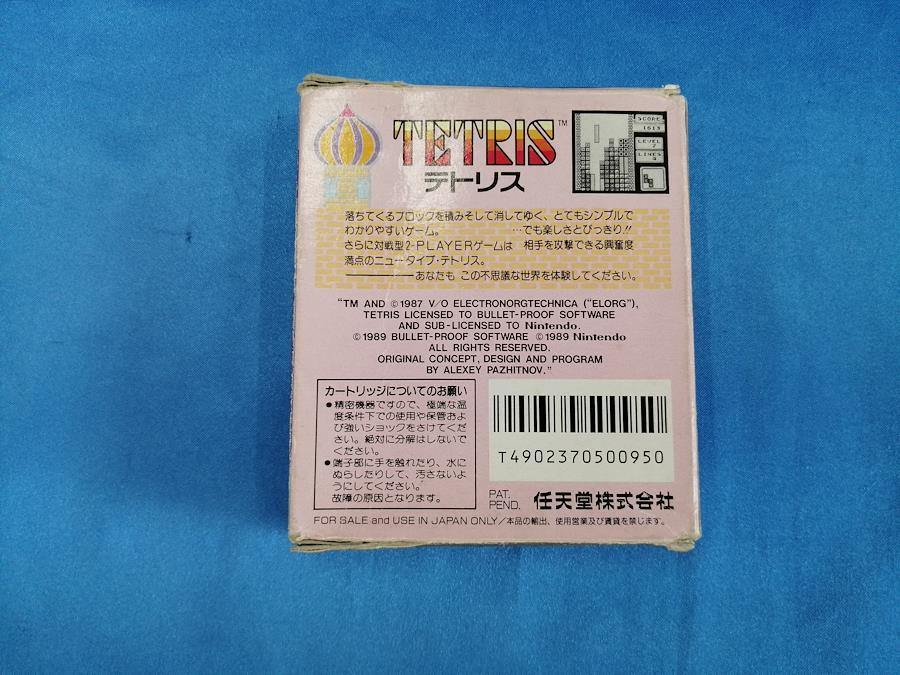 TETRIS™
テトリス
SCORE
1613
LEVEL
7
LINES
落ちてくるブロックを積みそして消してゆく、とてもシンプルで
わかりやすいゲーム。 …でも楽しさとびっきり!!
さらに対戦型2-PLAYERゲームは 相手を攻撃できる興奮度
満点のニュータイプ・テトリス。
————あなたも この不思議な世界を体験してください。
“TM AND ©1987 V/O ELECTRONORGTECHNICA (“ELORG”),
TETRIS LICENSED TO BULLET-PROOF SOFTWARE
AND SUB-LICENSED TO Nintendo.
©1989 BULLET-PROOF SOFTWARE ©1989 Nintendo
ALL RIGHTS RESERVED.
ORIGINAL CONCEPT, DESIGN AND PROGRAM
BY ALEXEY PAZHITNOV.”
カートリッジについてのお願い
●精密機器ですので、極端な温
度条件下での使用や保管およ
び強いショックをさけてくだ
さい。絶対に分解はしないで
ください。
●端子部に手を触れたり、水に
ぬらしたりして、汚さないよ
うにしてください。
故障の原因となります。
T4902370500950
PAT.
PEND.
任天堂株式会社
FOR SALE and USE IN JAPAN ONLY/本品の輸出、使用営業及び賃貸を禁じます。